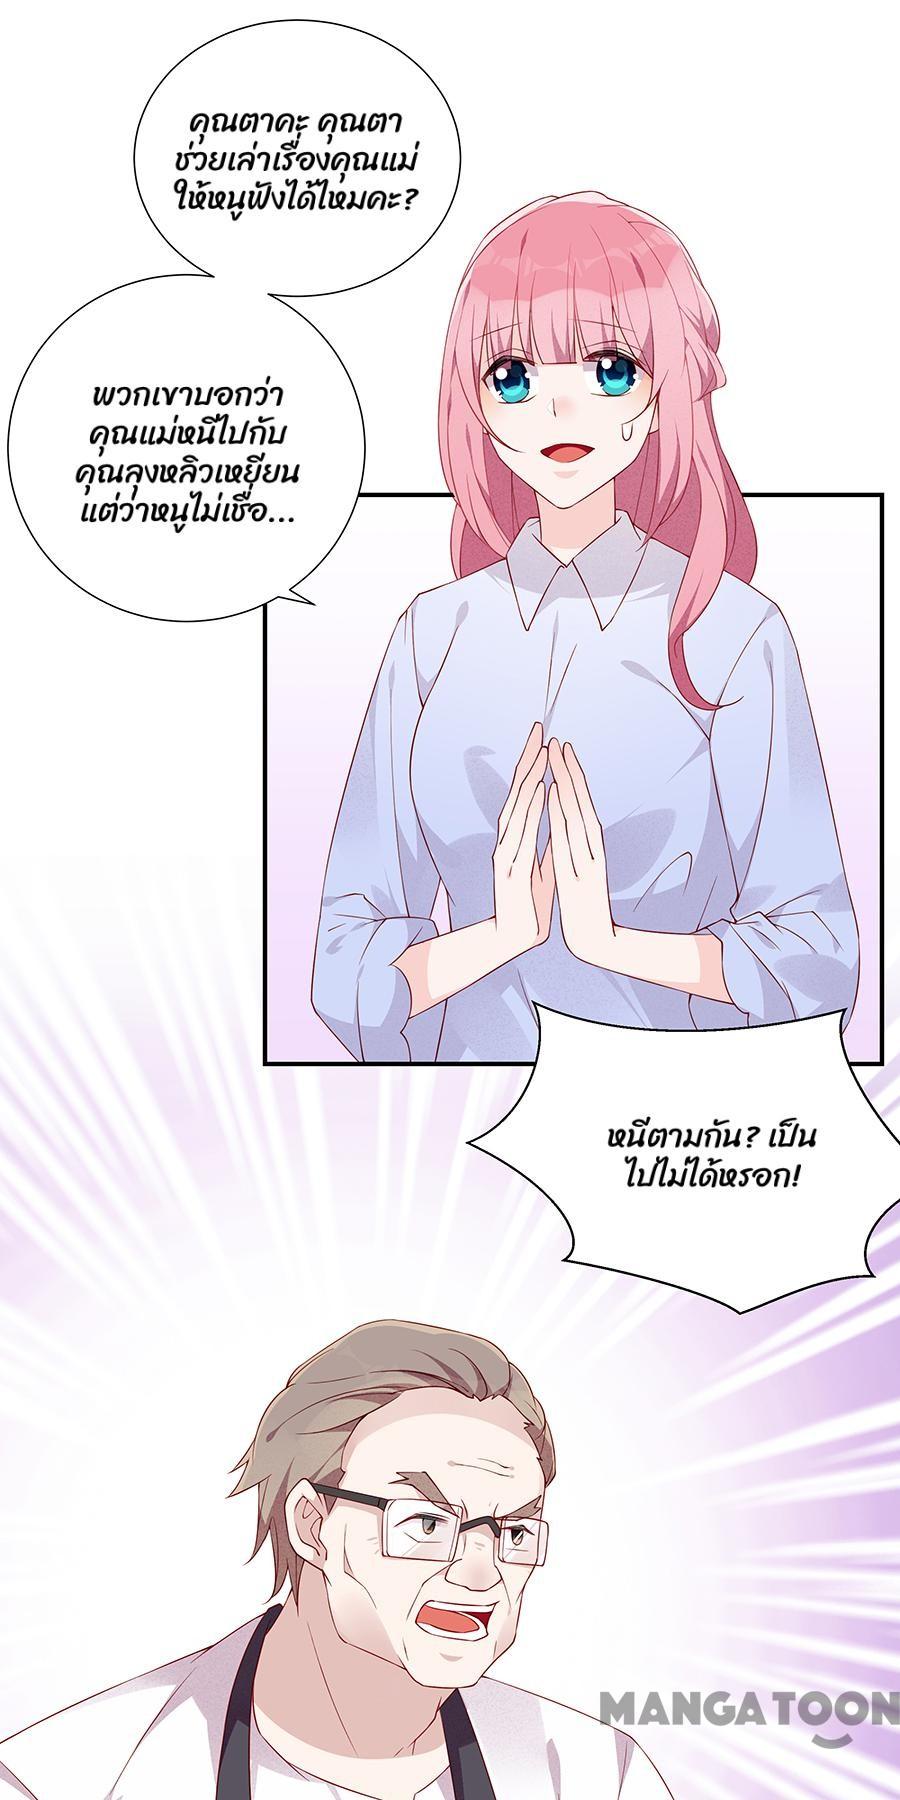 คุณตาคะ คุณตา
ช่วยเล่าเรื่องคุณแม่
ให้หนูฟังได้ไหมคะ?
พวกเขาบอกว่า
คุณแม่หนีไปกับ
คุณลุงหลิวเหยียน
แต่ว่าหนูไม่เชื่อ...
หนีตามกัน? เป็น
ไปไม่ได้หรอก!
MANGA TOON